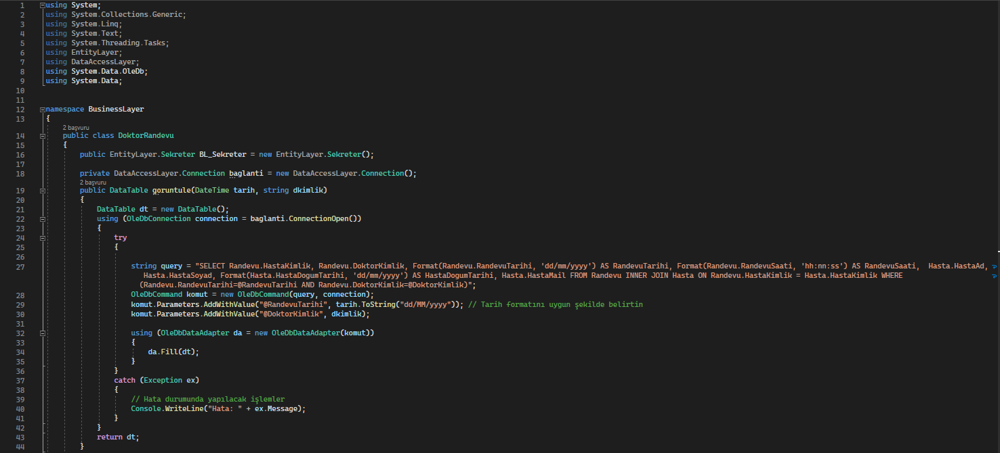 1 using System;
2 using System.Collections.Generic;
3 using System.Linq;
4 using System.Text;
5 using System.Threading.Tasks;
6 using EntityLayer;
7 using DataAccessLayer;
8 using System.Data.OleDb;
9 using System.Data;
10
11
12 namespace BusinessLayer
13 {
2 başvuru
14 public class DoktorRandevu
15 {
16 public EntityLayer.Sekreter BL_Sekreter = new EntityLayer.Sekreter();
17
18 private DataAccessLayer.Connection baglanti = new DataAccessLayer.Connection();
2 başvuru
19 public DataTable goruntule(DateTime tarih, string dkimlik)
20 {
21 DataTable dt = new DataTable();
22 using (OleDbConnection connection = baglanti.ConnectionOpen())
23 {
24 try
25 {
26
27 string query = "SELECT Randevu.HastaKimlik, Randevu.DoktorKimlik, Format(Randevu.RandevuTarihi, 'dd/mm/yyyy') AS RandevuTarihi, Format(Randevu.RandevuSaati, 'hh:nn:ss') AS RandevuSaati,  Hasta.HastaAd,
Hasta.HastaSoyad, Format(Hasta.HastaDogumTarihi, 'dd/mm/yyyy') AS HastaDogumTarihi, Hasta.HastaMail FROM Randevu INNER JOIN Hasta ON Randevu.HastaKimlik = Hasta.HastaKimlik WHERE
(Randevu.RandevuTarihi=@RandevuTarihi AND Randevu.DoktorKimlik=@DoktorKimlik)";
28 OleDbCommand komut = new OleDbCommand(query, connection);
29 komut.Parameters.AddWithValue("@RandevuTarihi", tarih.ToString("dd/MM/yyyy")); // Tarih formatını uygun şekilde belirtin
30 komut.Parameters.AddWithValue("@DoktorKimlik", dkimlik);
31
32 using (OleDbDataAdapter da = new OleDbDataAdapter(komut))
33 {
34 da.Fill(dt);
35 }
36 }
37 catch (Exception ex)
38 {
39 // Hata durumunda yapılacak işlemler
40 Console.WriteLine("Hata: " + ex.Message);
41 }
42 }
43 return dt;
44 }